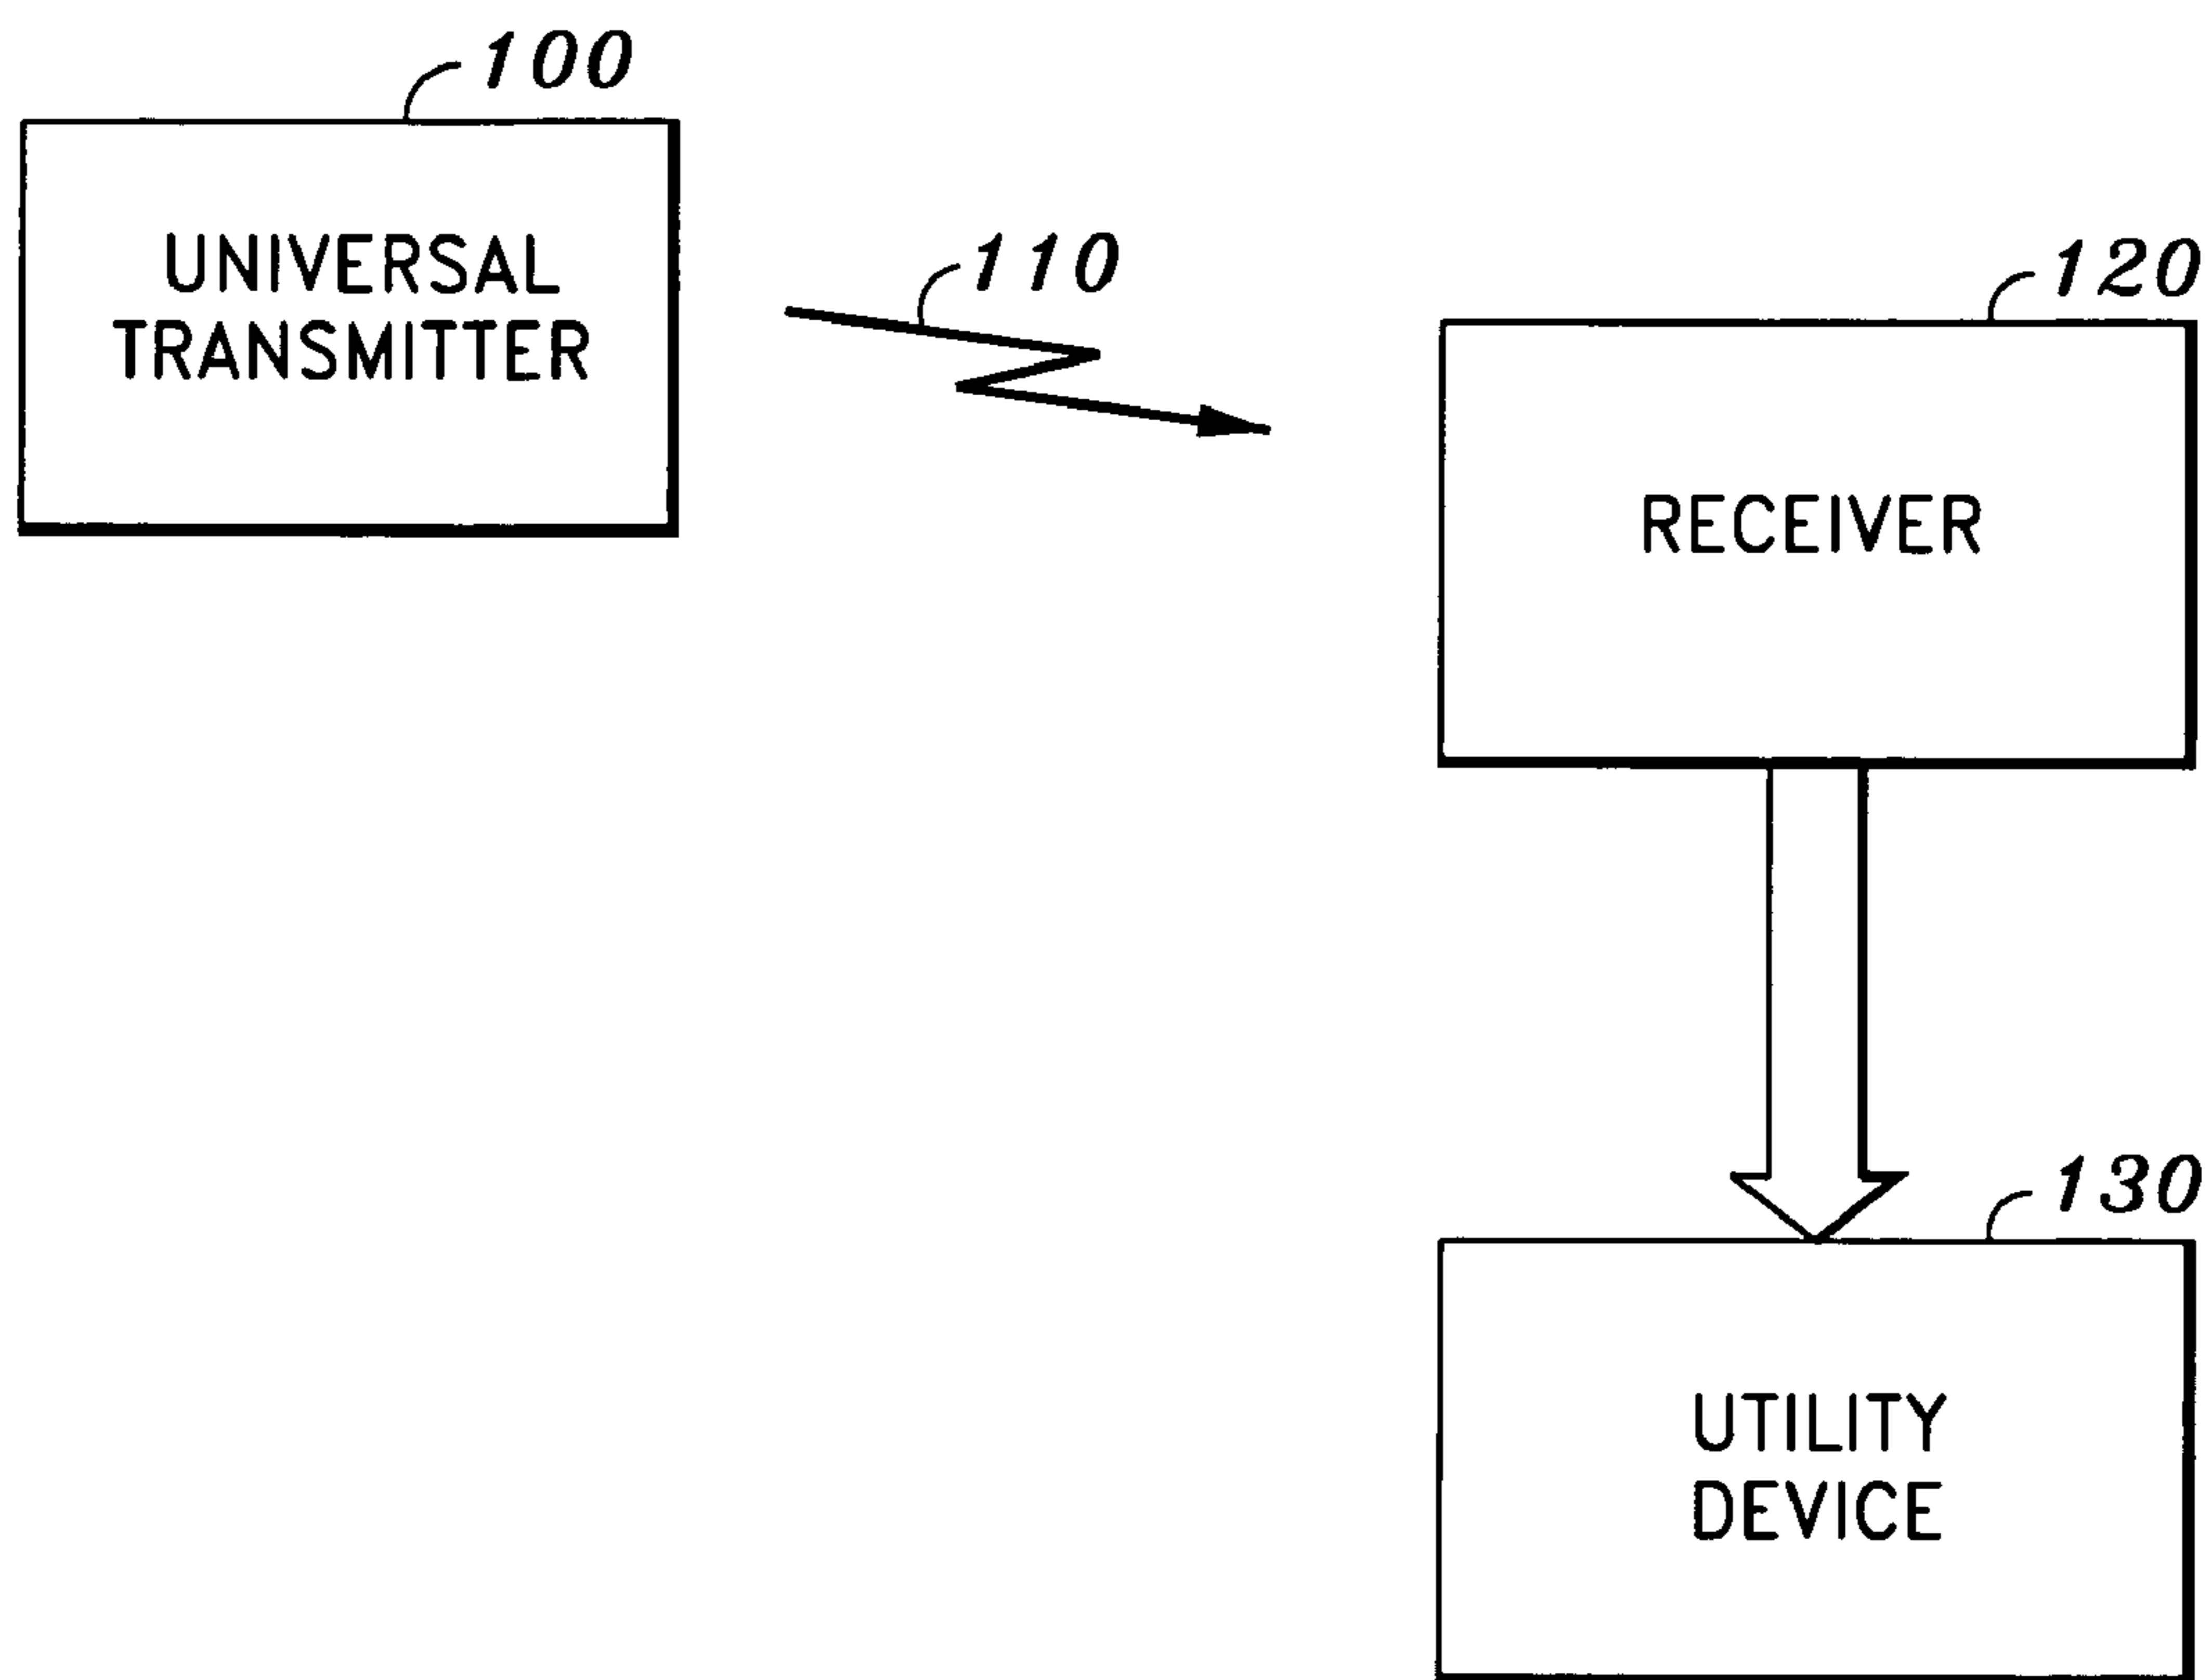 100
UNIVERSAL
TRANSMITTER
110
120
RECEIVER
130
UTILITY
DEVICE